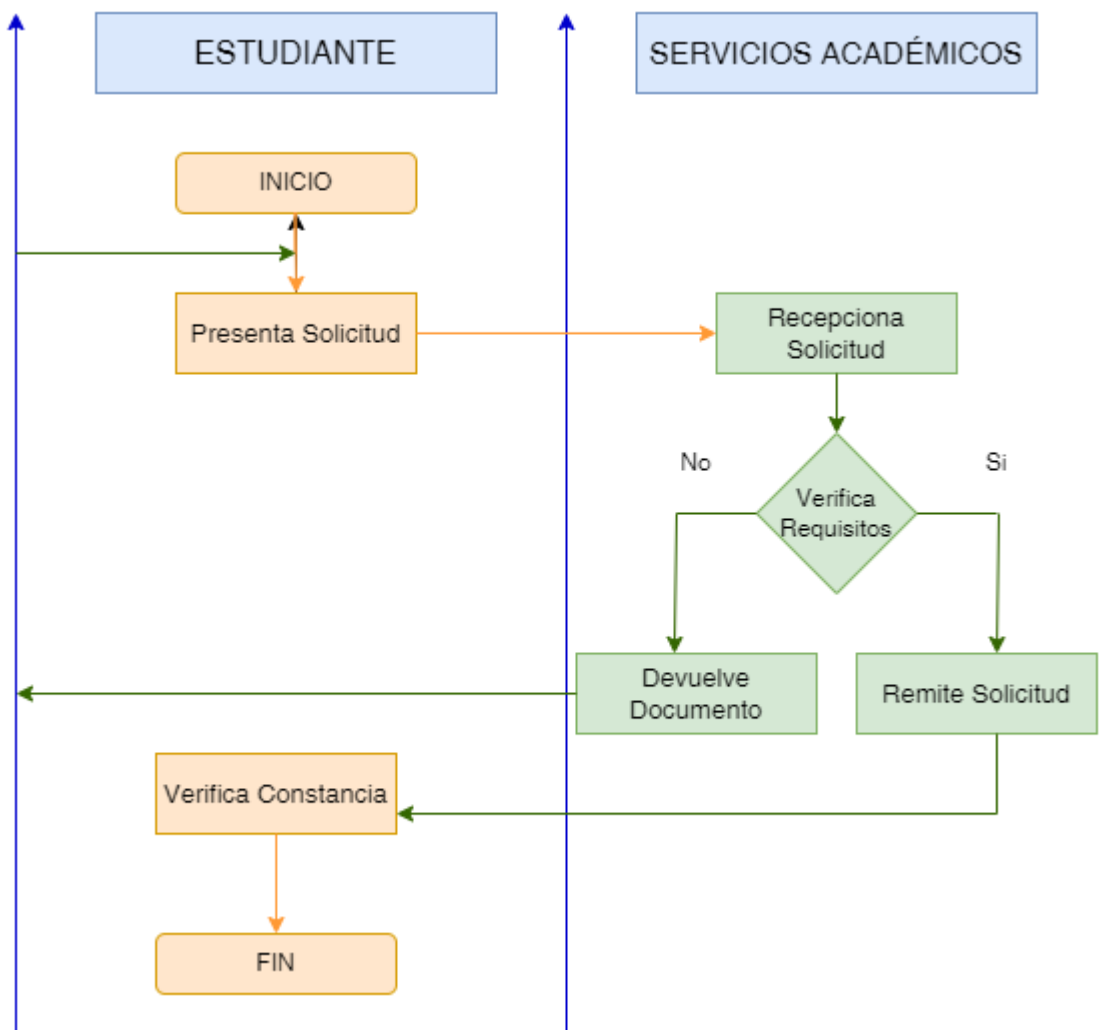 ESTUDIANTE
SERVICIOS ACADÉMICOS
INICIO
Presenta Solicitud
Recepciona
Solicitud
No
Si
Verifica
Requisitos
Devuelve
Documento
Remite Solicitud
Verifica Constancia
FIN